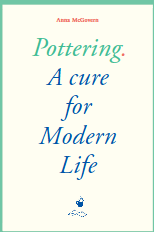 Anna McGovern
Pottering.
A cure
for
Modern
Life